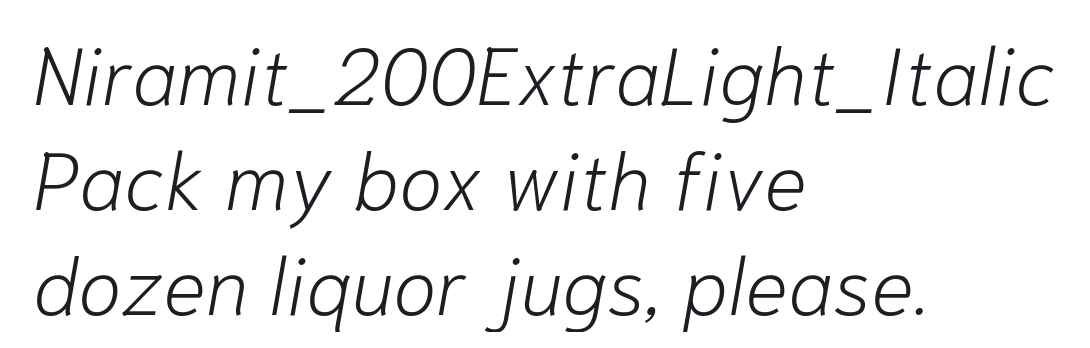 Niramit_200ExtraLight_Italic
Pack my box with five
dozen liquor jugs, please.